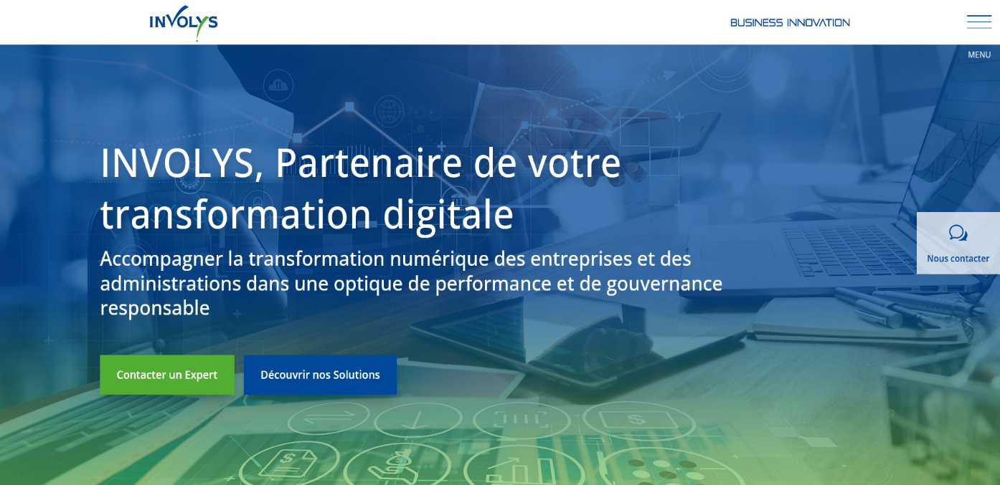 INVOLYS
BUSINESS INNOVATION
MENU
INVOLYS, Partenaire de votre
transformation digitale
Accompagner la transformation numérique des entreprises et des
administrations dans une optique de performance et de gouvernance
responsable
Nous contacter
Contacter un Expert
Découvrir nos Solutions